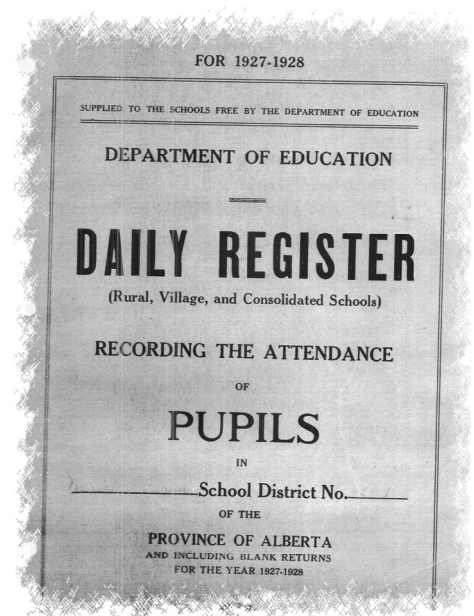 FOR 1927-1928
SUPPLIED TO THE SCHOOLS FREE BY THE DEPARTMENT OF EDUCATION
DEPARTMENT OF EDUCATION
DAILY REGISTER
(Rural, Village, and Consolidated Schools)
RECORDING THE ATTENDANCE
OF
PUPILS
IN
School District No.
OF THE
PROVINCE OF ALBERTA
AND INCLUDING BLANK RETURNS
FOR THE YEAR 1927-1928